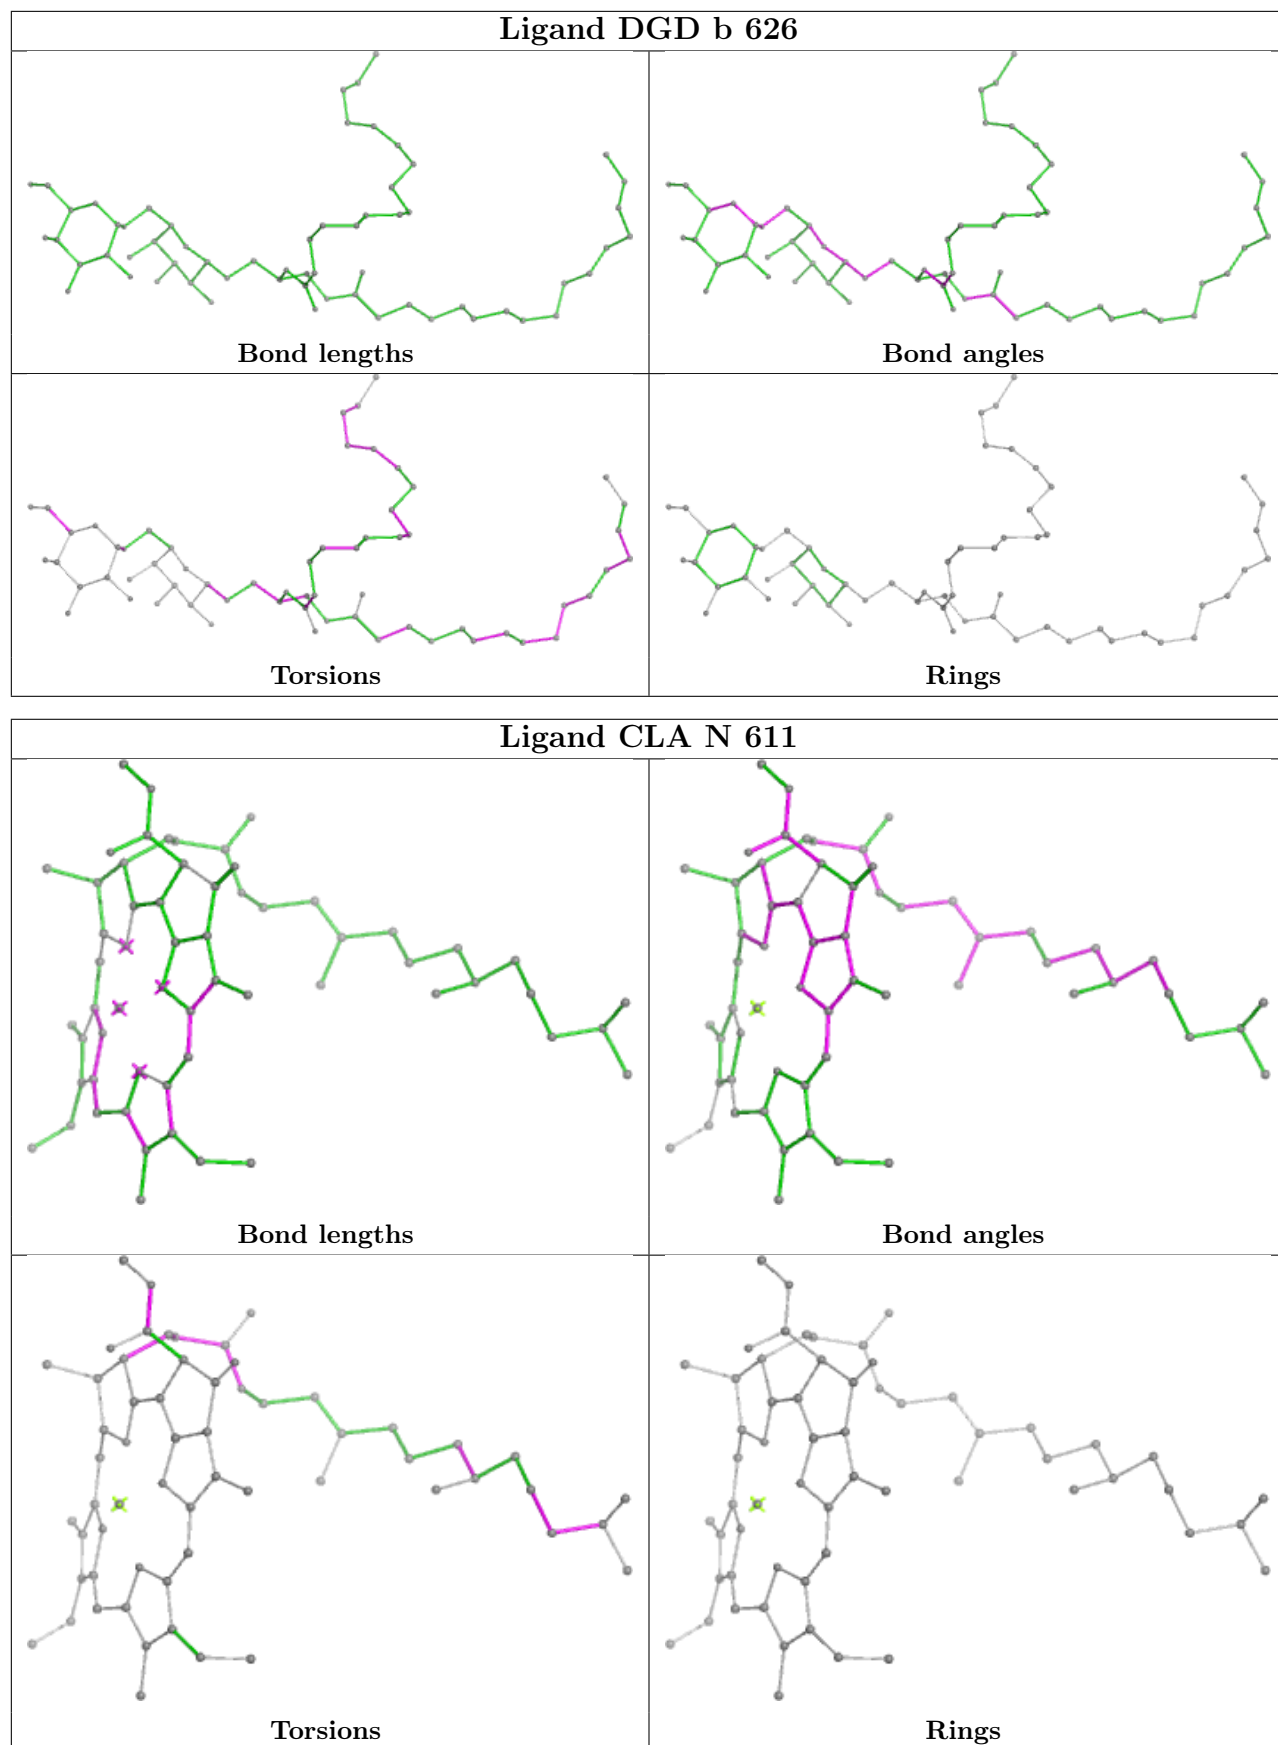 Ligand DGD b 626
Bond lengths
Bond angles
Torsions
Rings
Ligand CLA N 611
Bond lengths
Bond angles
Torsions
Rings